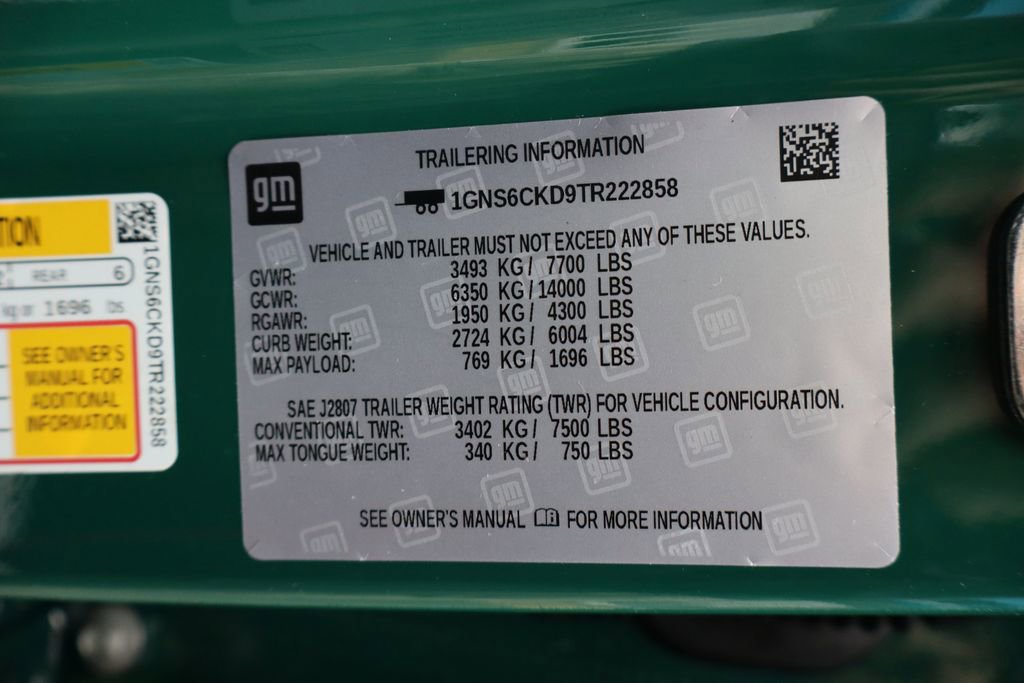 TION
REAR 6
kg or 1696 lbs
SEE OWNER'S
MANUAL FOR
ADDITIONAL
INFORMATION
1GNS6CKD9TR222858
gm
TRAILERING INFORMATION
1GNS6CKD9TR222858
VEHICLE AND TRAILER MUST NOT EXCEED ANY OF THESE VALUES.
GVWR: 3493 KG/ 7700 LBS
GCWR: 6350 KG/14000 LBS
RGAWR: 1950 KG/ 4300 LBS
CURB WEIGHT: 2724 KG/ 6004 LBS
MAX PAYLOAD: 769 KG/ 1696 LBS
SAE J2807 TRAILER WEIGHT RATING (TWR) FOR VEHICLE CONFIGURATION.
CONVENTIONAL TWR: 3402 KG/ 7500 LBS
MAX TONGUE WEIGHT: 340 KG/ 750 LBS
SEE OWNER'S MANUAL FOR MORE INFORMATION